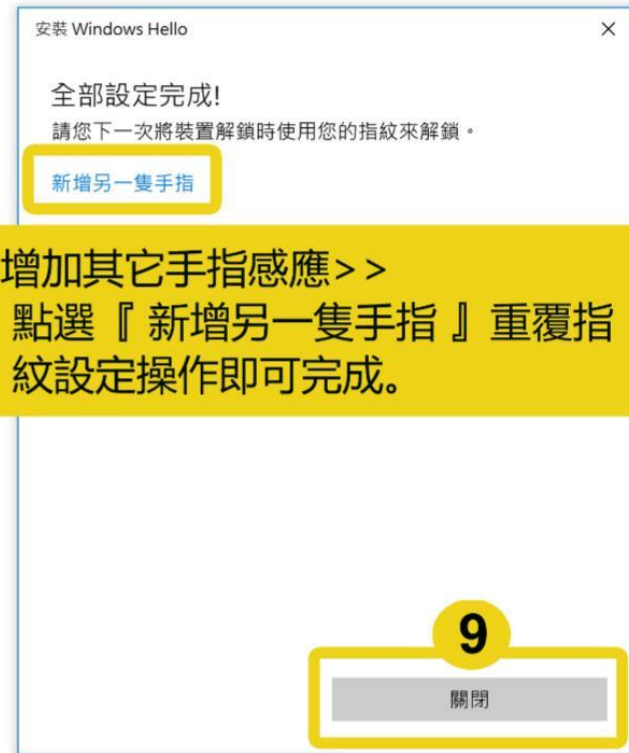 安裝 Windows Hello
全部設定完成!
請您下一次將裝置解鎖時使用您的指紋來解鎖。
新增另一隻手指
增加其它手指感應>>
點選『 新增另一隻手指 』重覆指
紋設定操作即可完成。
9
關閉